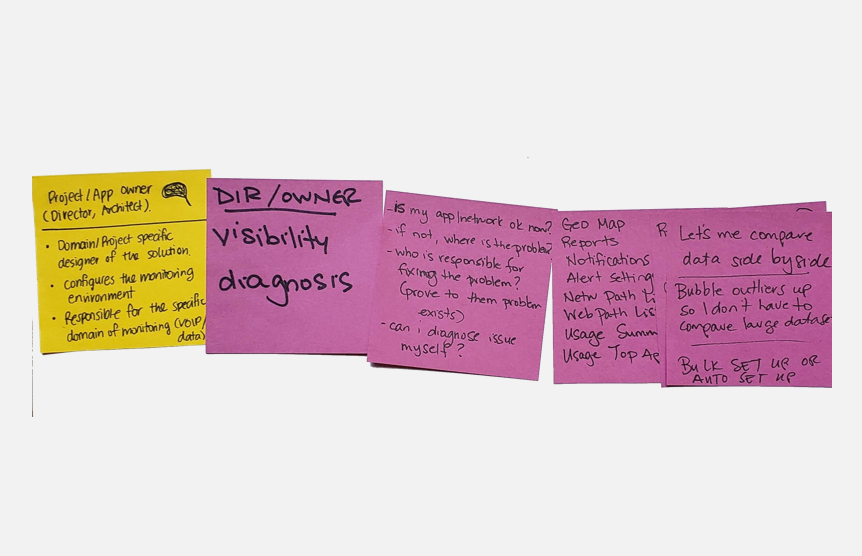 Project/App Owner
(Director, Architect).
• Domain/Project specific
designer of the solution.
• configures the monitoring
environment
• Responsible for the specific
domain of monitoring (VOIP/
data)
DIR/OWNER
visibility
diagnosis
- is my app/network ok now?
- if not, where is the problem?
- who is responsible for
fixing the problem?
(prove to them problem
exists)
- can i diagnose issue
myself?
Geo Map
Reports
Notifications
Alert Setting
Netw Path Li
Web Path Lis
Usage Summ
Usage Top Ap
R
Let's me compare
data side by side
Bubble outliers up
so I don't have to
compare large datase
BULK SET UP OR
AUTO SET UP